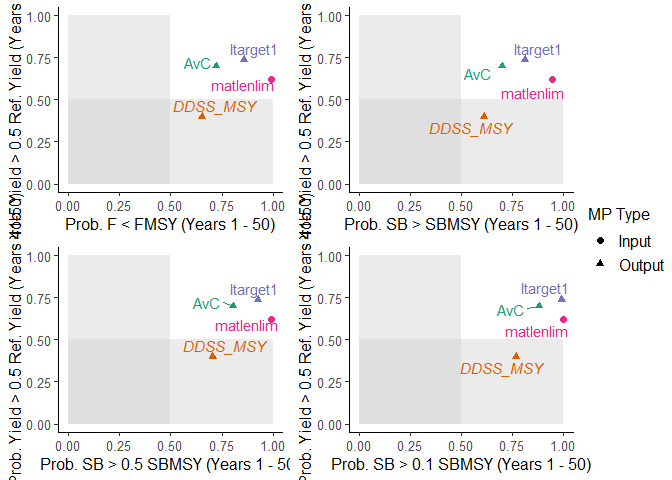 Prob. Yield > 0.5 Ref. Yield (Years
1.00
0.75
0.50
0.25
0.00
Itarget1
AvC
matlenlim
DDSS_MSY
0.00 0.25 0.50 0.75 1.00
Prob. F < FMSY (Years 1 - 50)
Yield > 0.5 Ref. Yield (Years
1.00
0.75
0.50
0.25
0.00
Itarget1
AvC
matlenlim
DDSS_MSY
0.00 0.25 0.50 0.75 1.00
Prob. SB > SBMSY (Years 1 - 50)
MP Type
Input
Output
Prob. Yield > 0.5 Ref. Yield (Years
1.00
0.75
0.50
0.25
0.00
Itarget1
AvC
matlenlim
DDSS_MSY
0.00 0.25 0.50 0.75 1.00
Prob. SB > 0.5 SBMSY (Years 1 - 50)
Prob. Yield > 0.5 Ref. Yield (Years
1.00
0.75
0.50
0.25
0.00
Itarget1
AvC
matlenlim
DDSS_MSY
0.00 0.25 0.50 0.75 1.00
Prob. SB > 0.1 SBMSY (Years 1 - 50)